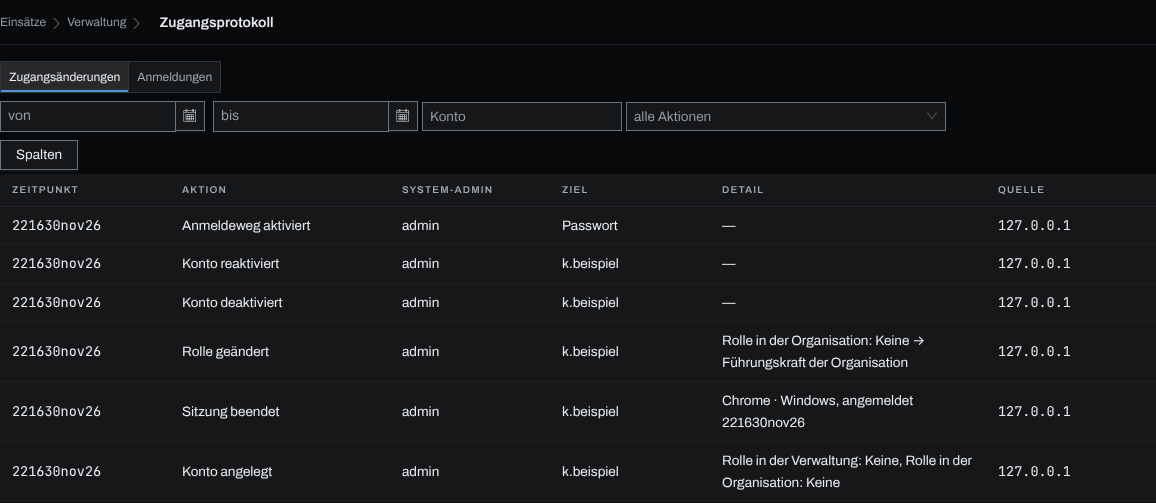 Einsätze > Verwaltung > Zugangsprotokoll
Zugangsänderungen Anmeldungen
von bis Konto alle Aktionen
Spalten
ZEITPUNKT AKTION SYSTEM-ADMIN ZIEL DETAIL QUELLE
221630nov26 Anmeldeweg aktiviert admin Passwort — 127.0.0.1
221630nov26 Konto reaktiviert admin k.beispiel — 127.0.0.1
221630nov26 Konto deaktiviert admin k.beispiel — 127.0.0.1
221630nov26 Rolle geändert admin k.beispiel Rolle in der Organisation: Keine → 127.0.0.1
Führungskraft der Organisation
221630nov26 Sitzung beendet admin k.beispiel Chrome · Windows, angemeldet 127.0.0.1
221630nov26
221630nov26 Konto angelegt admin k.beispiel Rolle in der Verwaltung: Keine, Rolle in der 127.0.0.1
Organisation: Keine